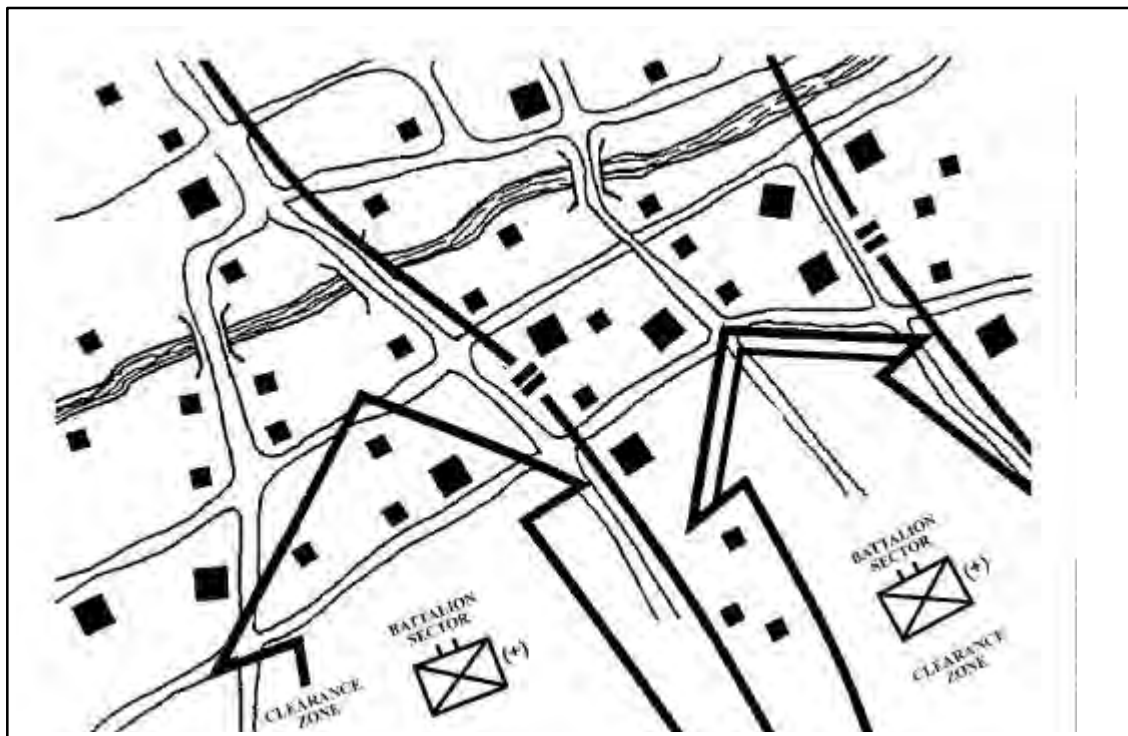 BATTALION
SECTOR
(+)
CLEARANCE
ZONE
BATTALION
SECTOR
(+)
CLEARANCE
ZONE